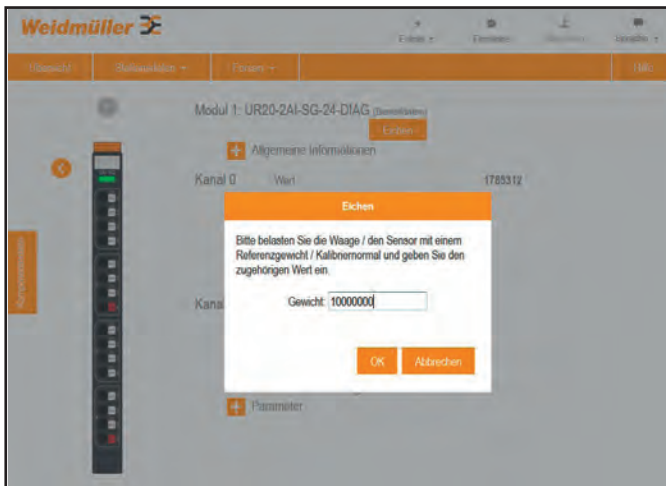 Weidmüller
Übersicht
Hilfe
Modul 1: UR20-2AI-SG-24-DIAG
Eichen
Allgemeine Informationen
Kanal 0 Wert 1785312
Eichen
Bitte belasten Sie die Waage / den Sensor mit einem
Referenzgewicht / Kalibriernormal und geben Sie den
zugehörigen Wert ein.
Gewicht: 10000000
Kana
OK Abbrechen
Parameter